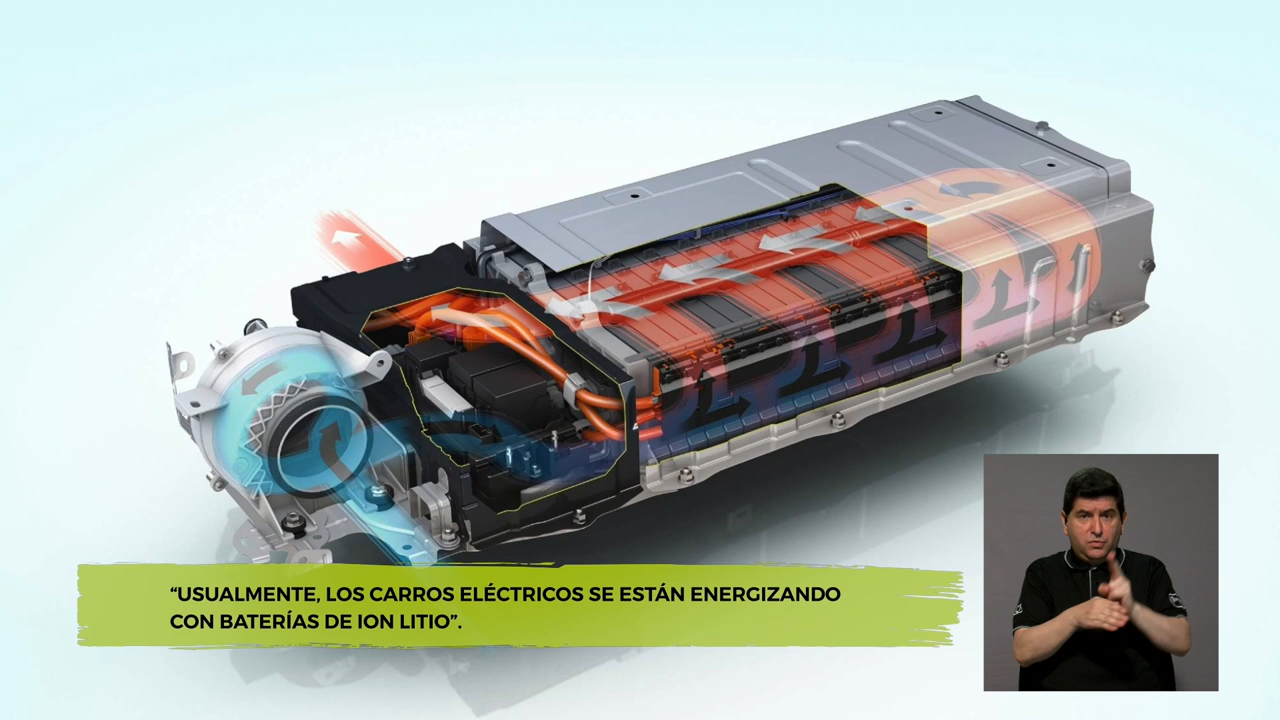 “USUALMENTE, LOS CARROS ELÉCTRICOS SE ESTÁN ENERGIZANDO
CON BATERÍAS DE ION LITIO”.